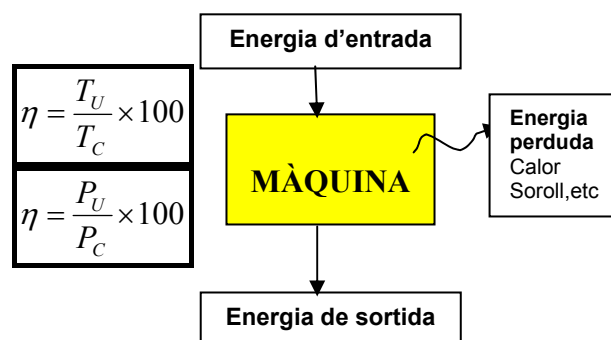 Energia d’entrada
η = T_U / T_C × 100
η = P_U / P_C × 100
MÀQUINA
Energia
perduda
Calor
Soroll,etc
Energia de sortida